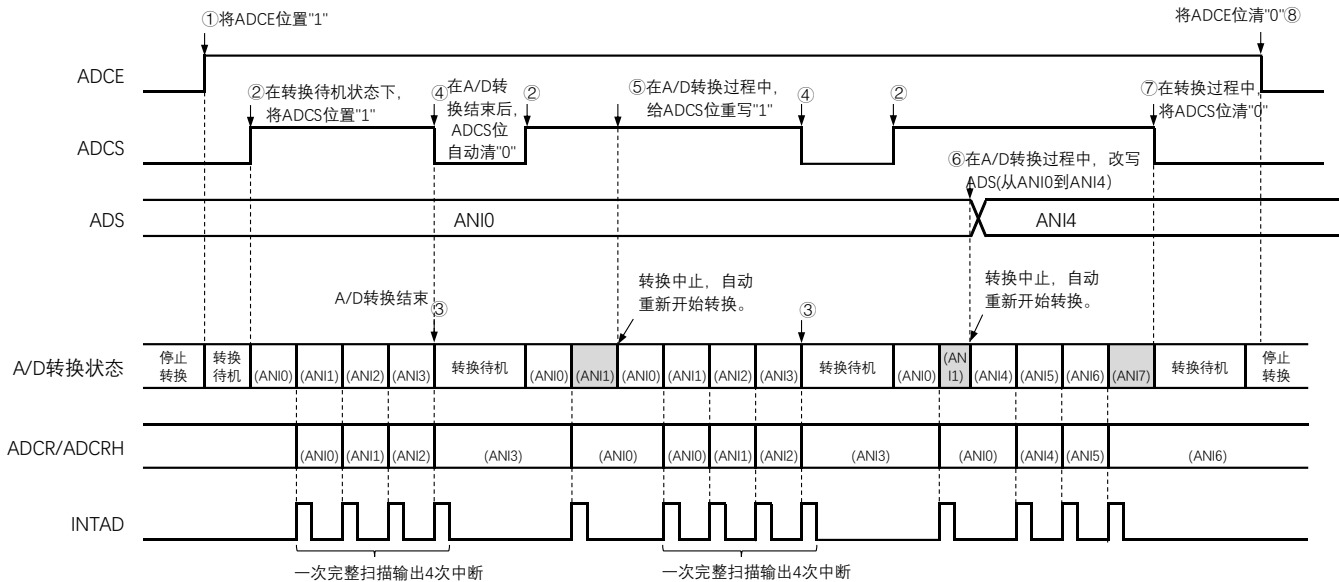 ①将ADCE位置"1"
将ADCE位清"0"⑧
ADCE
②在转换待机状态下，
将ADCS位置"1"
④在A/D转
换结束后，
ADCS位
自动清"0"
②
⑤在A/D转换过程中，
给ADCS位重写"1"
④
②
⑦在转换过程中，
将ADCS位清"0"
ADCS
⑥在A/D转换过程中，改写
ADS(从ANI0到ANI4）
ADS
ANI0
ANI4
A/D转换结束
③
转换中止，自动
重新开始转换。
③
转换中止，自动
重新开始转换。
A/D转换状态
停止
转换
转换
待机
(ANI0)
(ANI1)
(ANI2)
(ANI3)
转换待机
(ANI0)
(ANI1)
(ANI0)
(ANI1)
(ANI2)
(ANI3)
转换待机
(ANI0)
(AN
I1)
(ANI4)
(ANI5)
(ANI6)
(ANI7)
转换待机
停止
转换
ADCR/ADCRH
(ANI0)
(ANI1)
(ANI2)
(ANI3)
(ANI0)
(ANI0)
(ANI1)
(ANI2)
(ANI3)
(ANI0)
(ANI4)
(ANI5)
(ANI6)
INTAD
一次完整扫描输出4次中断
一次完整扫描输出4次中断